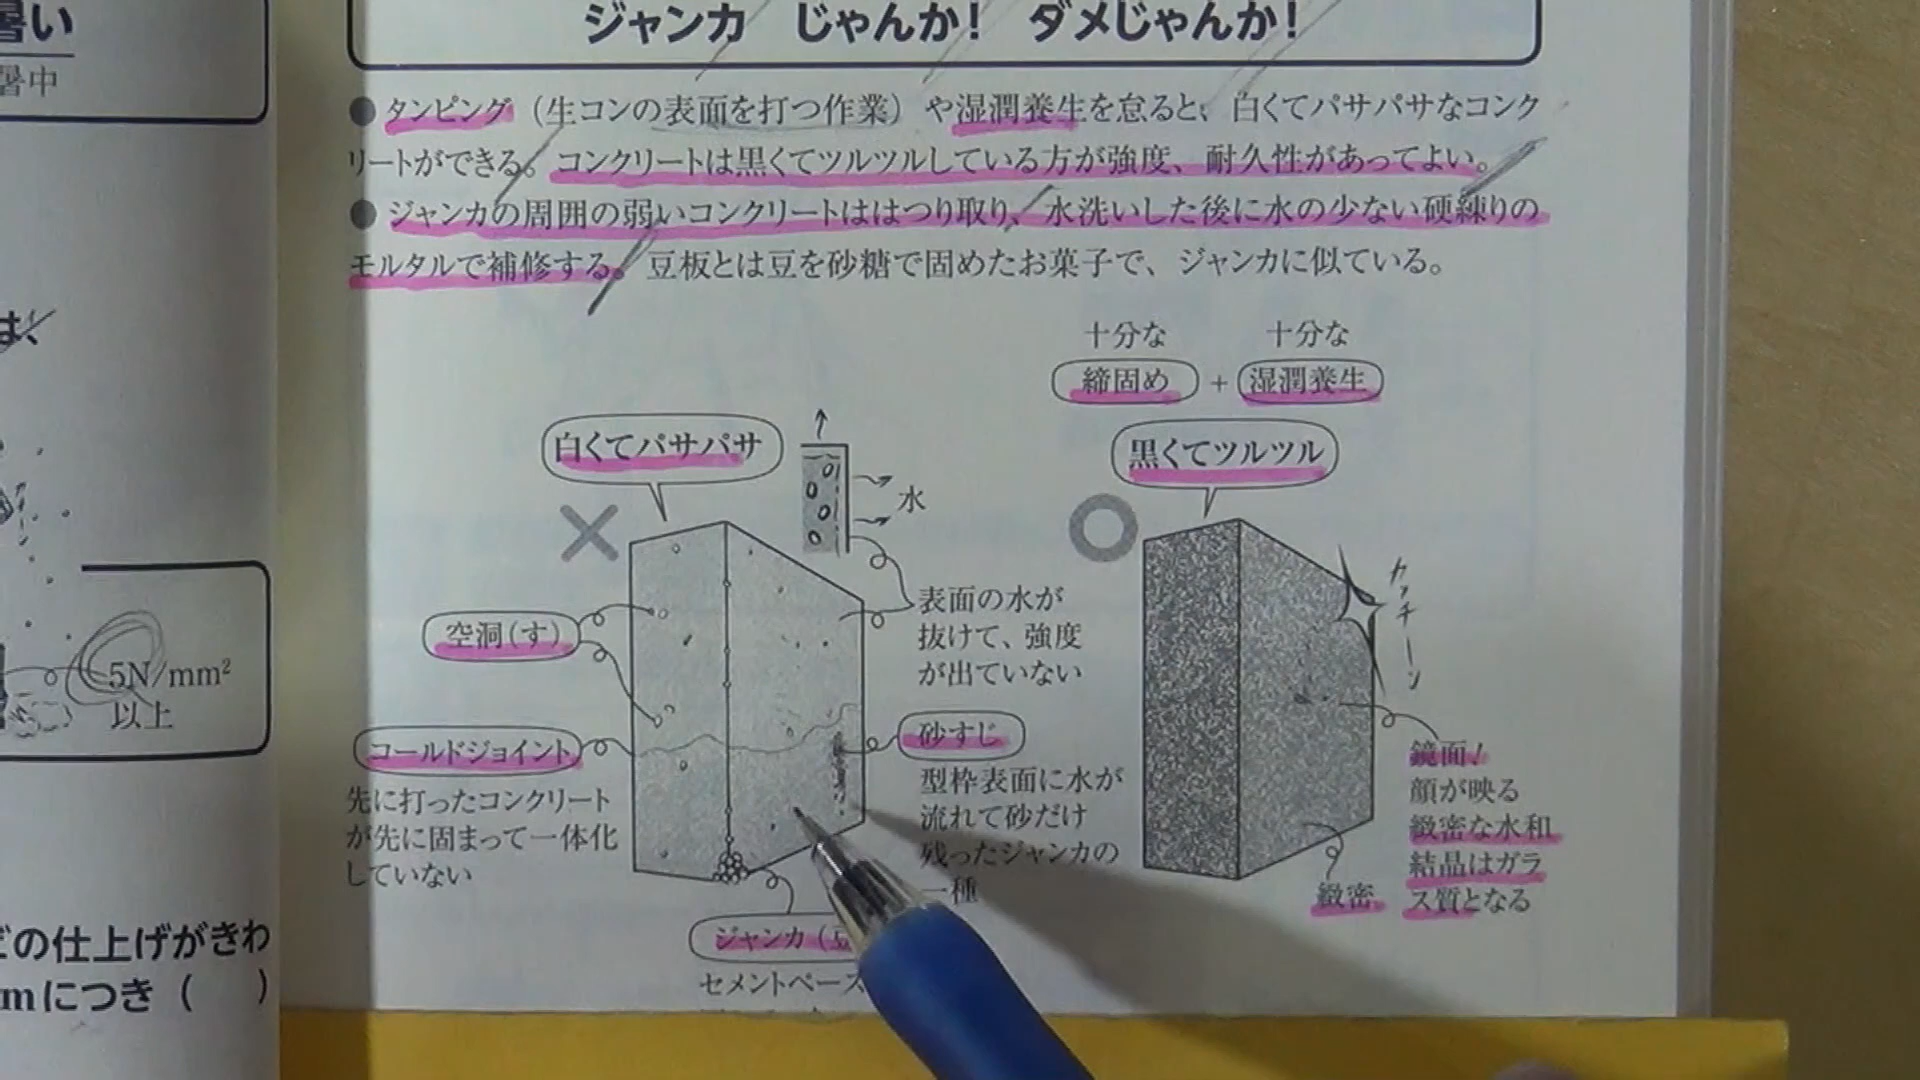 暑い
暑中
は、
5N/mm²
以上
どの仕上げがきわ
mにつき（　　）
ジャンカ　じゃんか！　ダメじゃんか！
● タンピング（生コンの表面を打つ作業）や湿潤養生を怠ると、白くてパサパサなコンク
リートができる。コンクリートは黒くてツルツルしている方が強度、耐久性があってよい。
● ジャンカの周囲の弱いコンクリートははつり取り、水洗いした後に水の少ない硬練りの
モルタルで補修する。豆板とは豆を砂糖で固めたお菓子で、ジャンカに似ている。
十分な　十分な
締固め + 湿潤養生
白くてパサパサ
黒くてツルツル
水
カッチーン
空洞（す）
表面の水が
抜けて、強度
が出ていない
コールドジョイント
先に打ったコンクリート
が先に固まって一体化
していない
砂すじ
型枠表面に水が
流れて砂だけ
残ったジャンカの
一種
鏡面！
顔が映る
緻密な水和
結晶はガラ
ス質となる
緻密
ジャンカ（豆
セメントペース